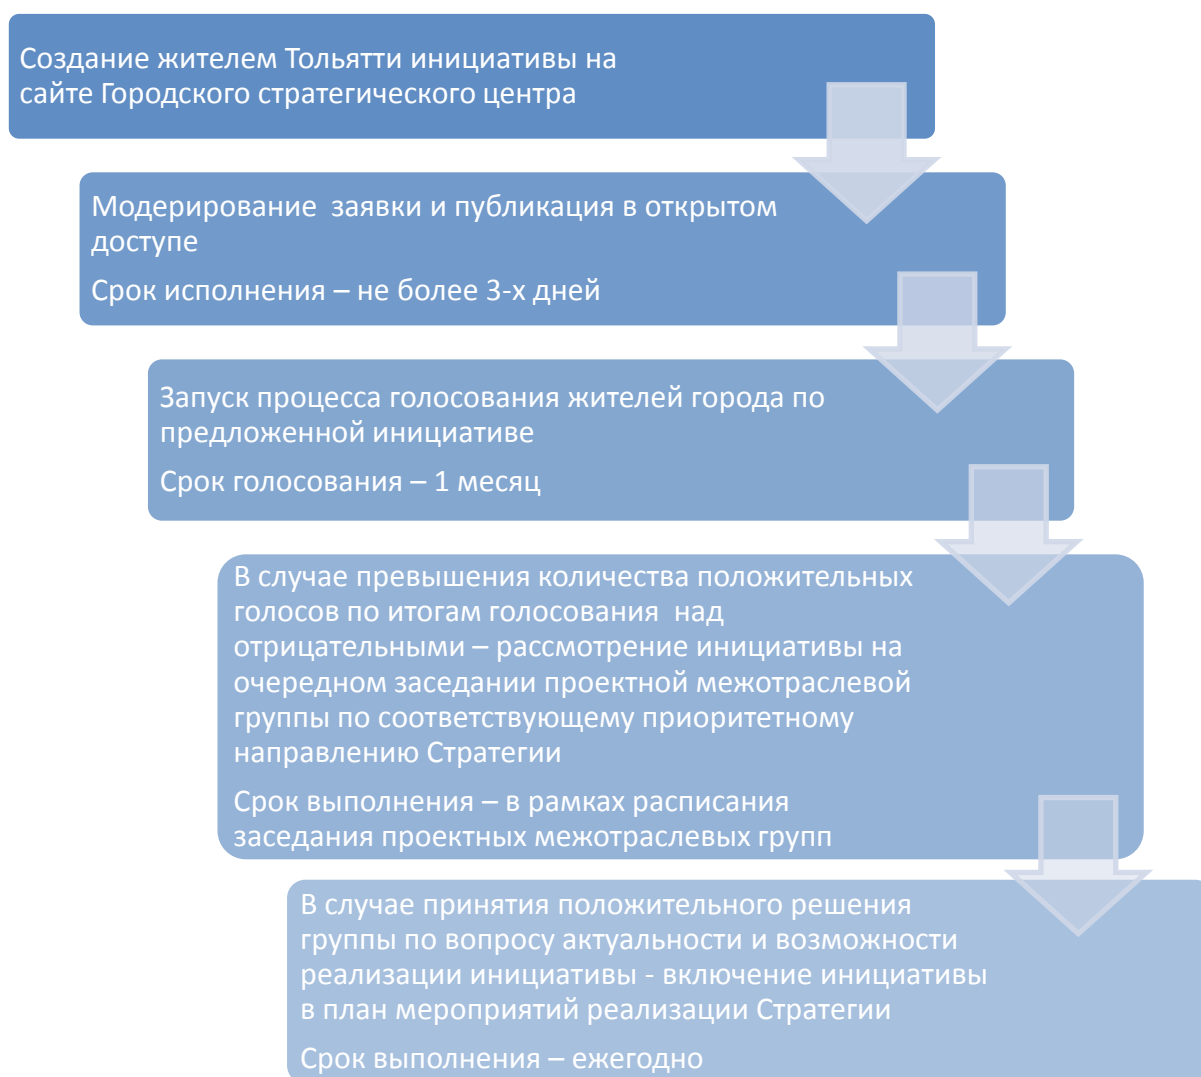 Создание жителем Тольятти инициативы на
сайте Городского стратегического центра
Модерирование  заявки и публикация в открытом
доступе
Срок исполнения – не более 3-х дней
Запуск процесса голосования жителей города по
предложенной инициативе
Срок голосования – 1 месяц
В случае превышения количества положительных
голосов по итогам голосования  над
отрицательными – рассмотрение инициативы на
очередном заседании проектной межотраслевой
группы по соответствующему приоритетному
направлению Стратегии
Срок выполнения – в рамках расписания
заседания проектных межотраслевых групп
В случае принятия положительного решения
группы по вопросу актуальности и возможности
реализации инициативы - включение инициативы
в план мероприятий реализации Стратегии
Срок выполнения – ежегодно